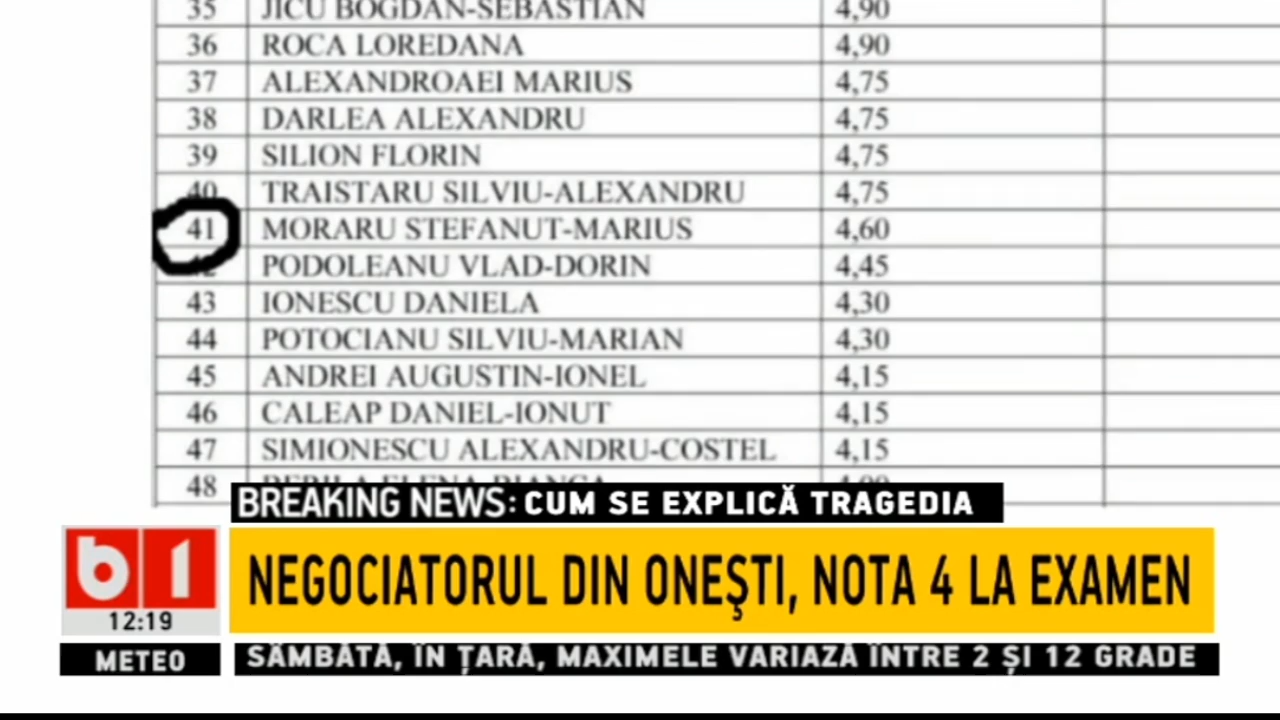 35 JICU BOGDAN-SEBASTIAN 4,90
36 ROCA LOREDANA 4,90
37 ALEXANDROAEI MARIUS 4,75
38 DARLEA ALEXANDRU 4,75
39 SILION FLORIN 4,75
40 TRAISTARU SILVIU-ALEXANDRU 4,75
41 MORARU STEFANUT-MARIUS 4,60
42 PODOLEANU VLAD-DORIN 4,45
43 IONESCU DANIELA 4,30
44 POTOCIANU SILVIU-MARIAN 4,30
45 ANDREI AUGUSTIN-IONEL 4,15
46 CALEAP DANIEL-IONUT 4,15
47 SIMIONESCU ALEXANDRU-COSTEL 4,15
48
BREAKING NEWS: CUM SE EXPLICĂ TRAGEDIA
b1
NEGOCIATORUL DIN ONEŞTI, NOTA 4 LA EXAMEN
12:19
METEO SÂMBĂTĂ, ÎN ȚARĂ, MAXIMELE VARIAZĂ ÎNTRE 2 ȘI 12 GRADE